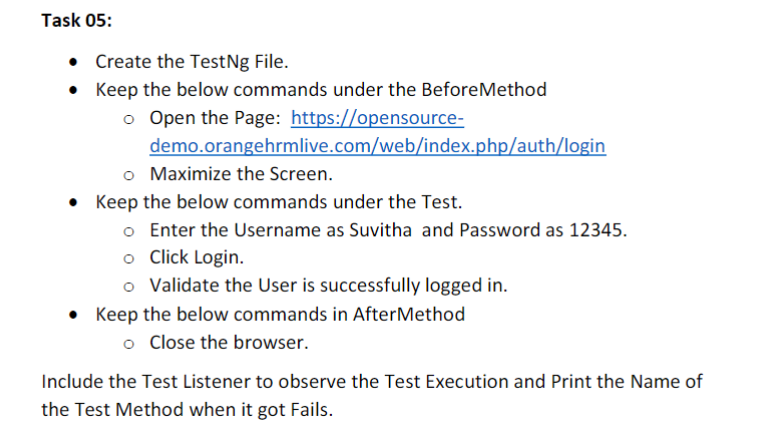 Task 05:
• Create the TestNg File.
• Keep the below commands under the BeforeMethod
o Open the Page: https://opensource-
demo.orangehrmlive.com/web/index.php/auth/login
o Maximize the Screen.
• Keep the below commands under the Test.
o Enter the Username as Suvitha and Password as 12345.
o Click Login.
o Validate the User is successfully logged in.
• Keep the below commands in AfterMethod
o Close the browser.
Include the Test Listener to observe the Test Execution and Print the Name of
the Test Method when it got Fails.